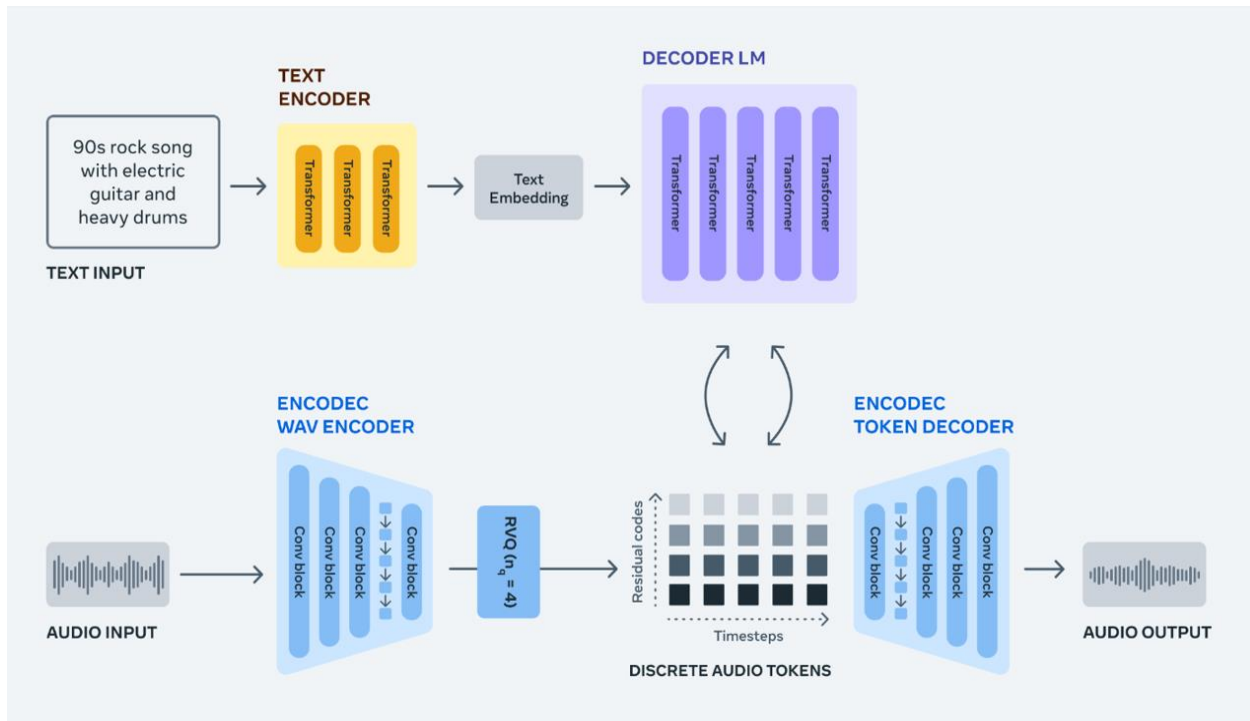 DECODER LM
TEXT
ENCODER
90s rock song
with electric
guitar and
heavy drums
TEXT INPUT
Transformer
Transformer
Transformer
Text
Embedding
Transformer
Transformer
Transformer
Transformer
Transformer
ENCODEC
WAV ENCODER
ENCODEC
TOKEN DECODER
AUDIO INPUT
Conv block
Conv block
Conv block
Conv block
RVQ (n_q = 4)
Residual codes
Timesteps
DISCRETE AUDIO TOKENS
Conv block
Conv block
Conv block
Conv block
AUDIO OUTPUT